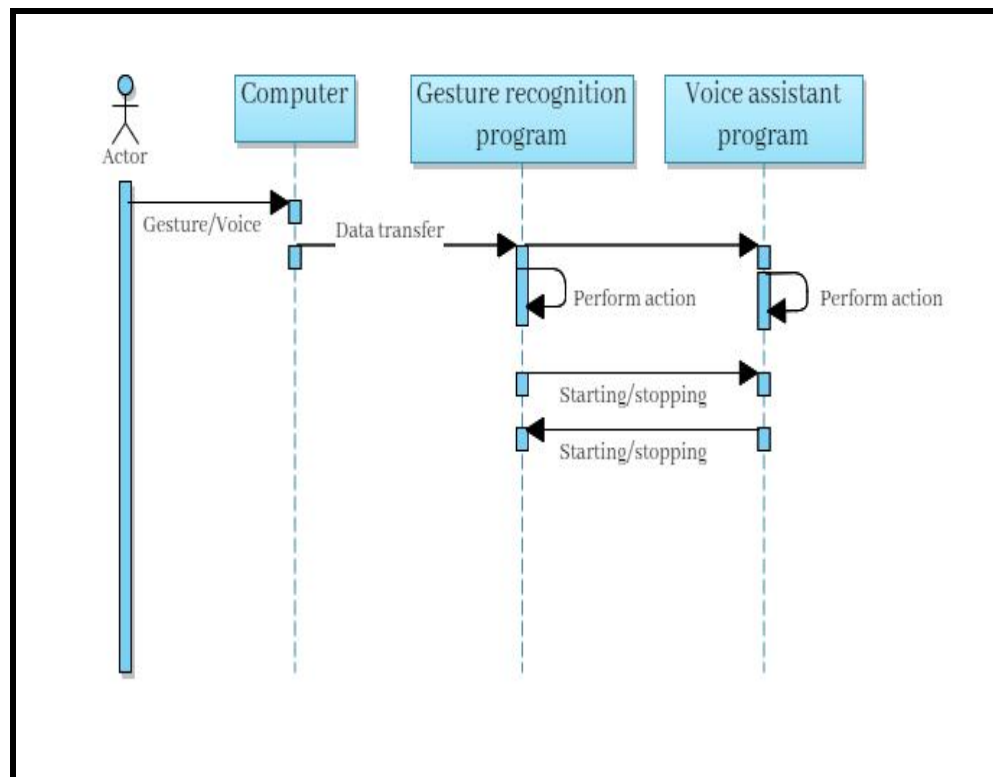 Computer
Gesture recognition
program
Voice assistant
program
Actor
Gesture/Voice
Data transfer
Perform action
Perform action
Starting/stopping
Starting/stopping